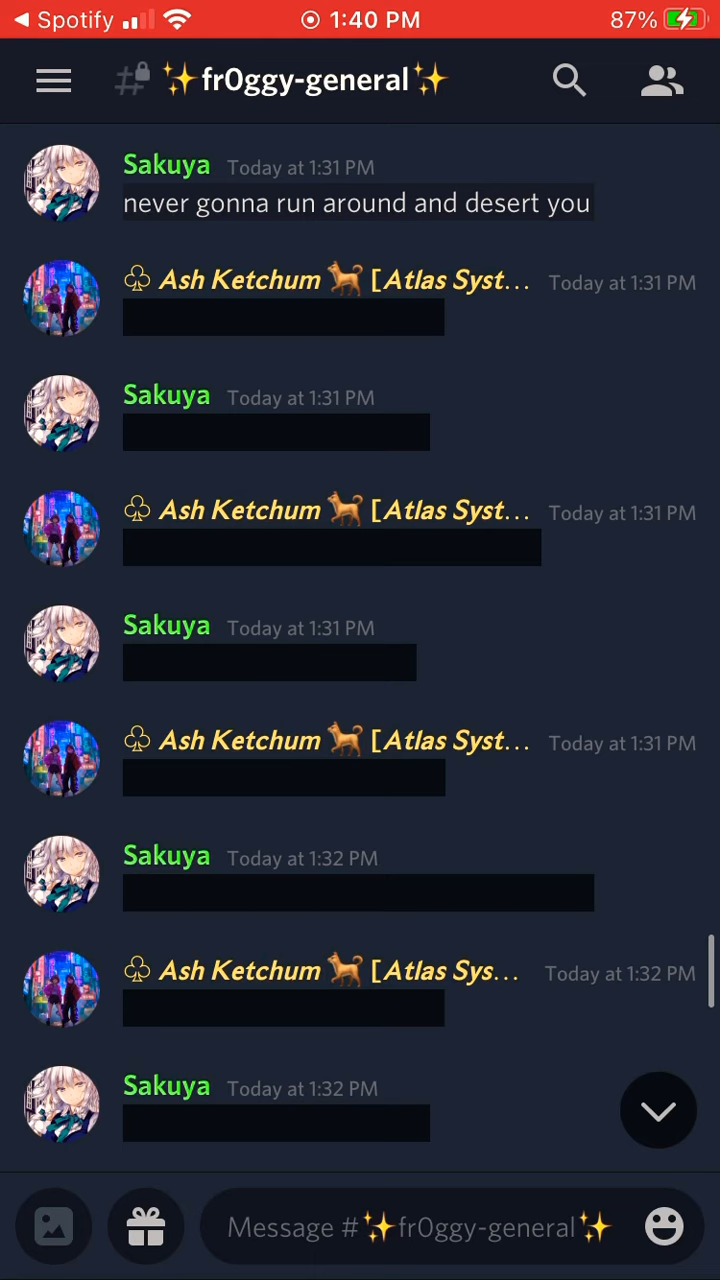 Spotify 1:40 PM 87%
✨fr0ggy-general✨
Sakuya Today at 1:31 PM
never gonna run around and desert you
♧ Ash Ketchum 🐕 [Atlas Syst... Today at 1:31 PM
Sakuya Today at 1:31 PM
♧ Ash Ketchum 🐕 [Atlas Syst... Today at 1:31 PM
Sakuya Today at 1:31 PM
♧ Ash Ketchum 🐕 [Atlas Syst... Today at 1:31 PM
Sakuya Today at 1:32 PM
♧ Ash Ketchum 🐕 [Atlas Sys... Today at 1:32 PM
Sakuya Today at 1:32 PM
Message #✨fr0ggy-general✨